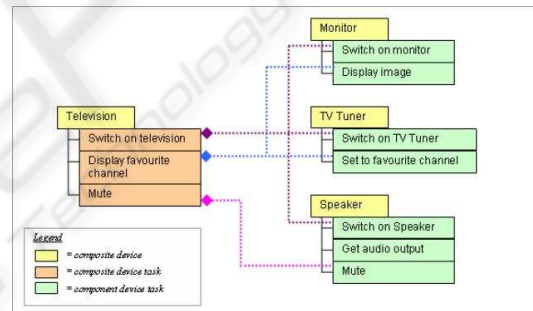 Monitor
Switch on monitor
Display image
Television
Switch on television
Display favourite
channel
Mute
TV Tuner
Switch on TV Tuner
Set to favourite channel
Speaker
Switch on Speaker
Get audio output
Mute
Legend
= composite device
= composite device task
= component device task
Technology